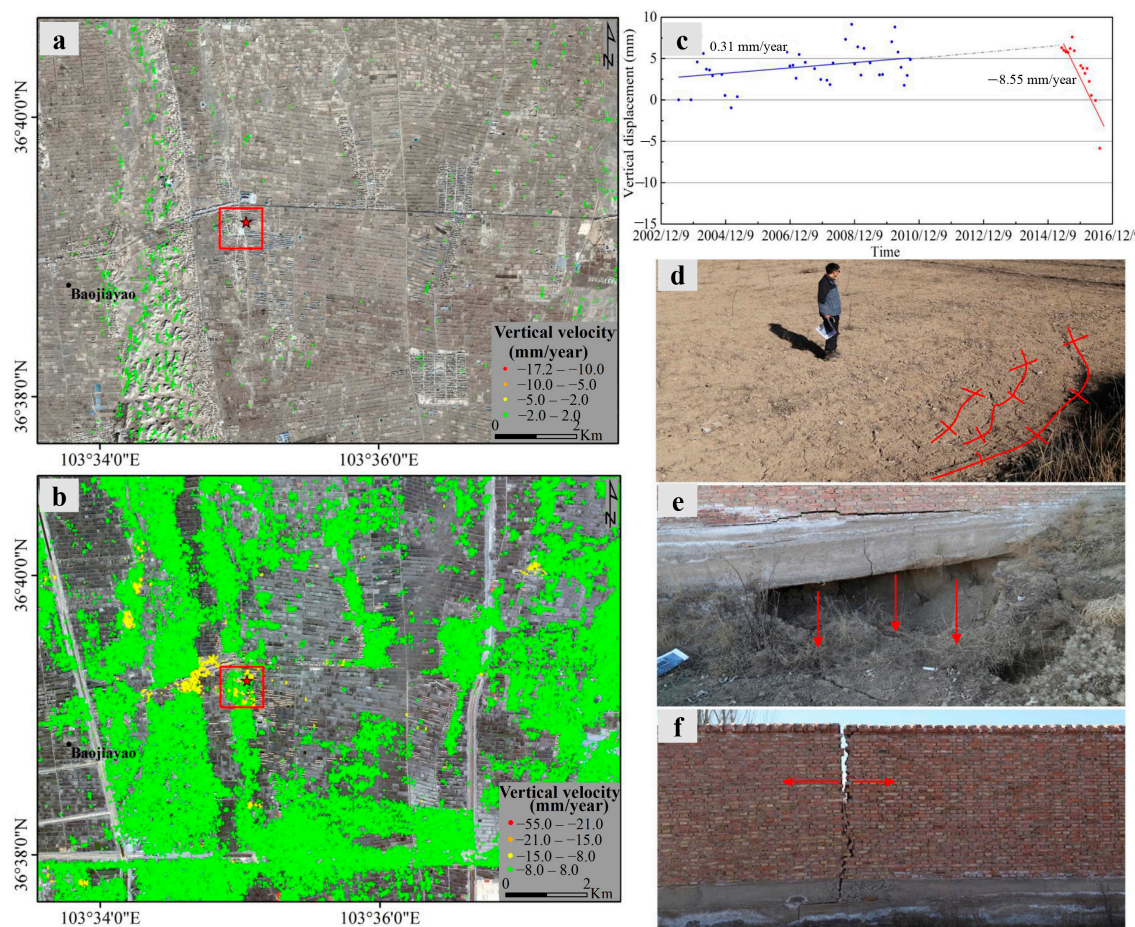 a
N
36°40'0"N
36°38'0"N
Baojiayao
Vertical velocity
(mm/year)
−17.2 – −10.0
−10.0 – −5.0
−5.0 – −2.0
−2.0 – 2.0
0 2
Km
103°34'0"E 103°36'0"E
b
N
36°40'0"N
36°38'0"N
Baojiayao
Vertical velocity
(mm/year)
−55.0 – −21.0
−21.0 – −15.0
−15.0 – −8.0
−8.0 – 8.0
0 2
Km
103°34'0"E 103°36'0"E
c
Vertical displacement (mm)
10
5
0
−5
−10
−15
0.31 mm/year
−8.55 mm/year
2002/12/9 2004/12/9 2006/12/9 2008/12/9 2010/12/9 2012/12/9 2014/12/9 2016/12/9
Time
d
e
f